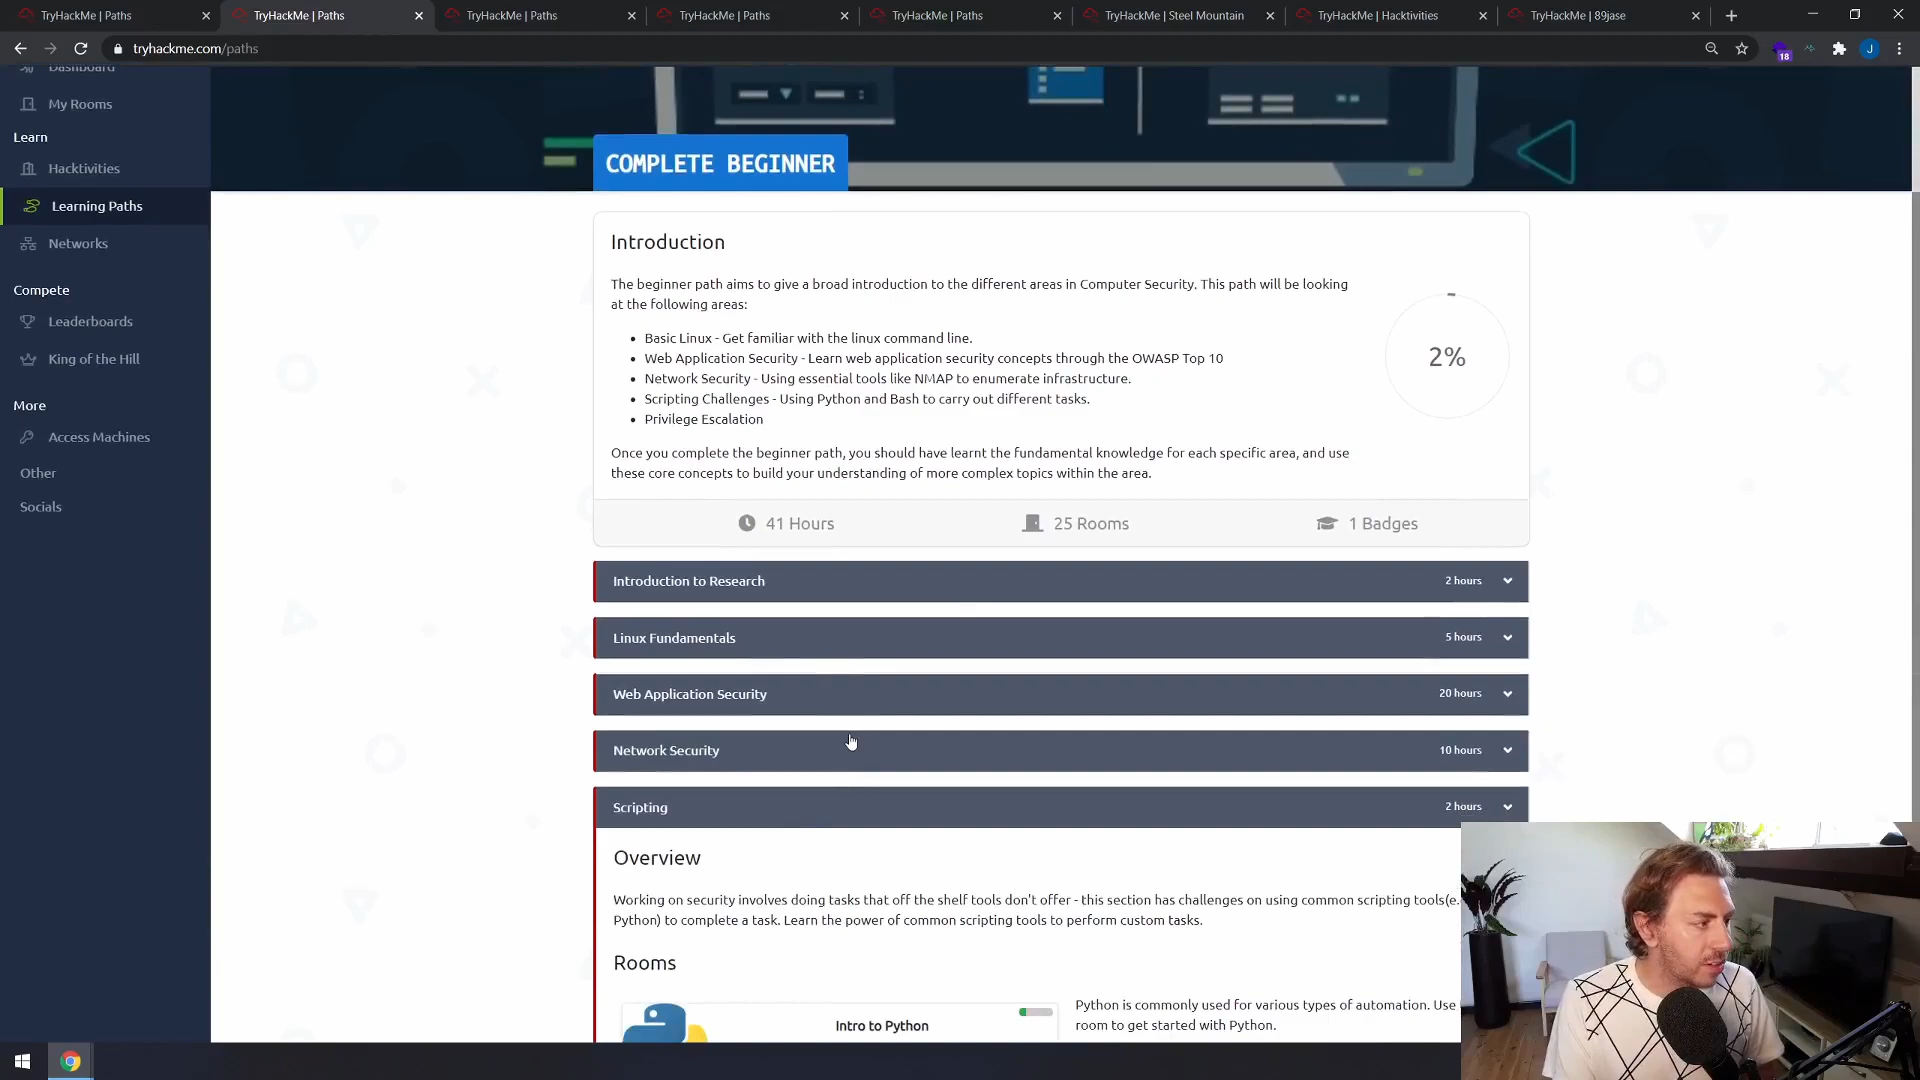 TryHackMe | Paths
TryHackMe | Paths
TryHackMe | Paths
TryHackMe | Paths
TryHackMe | Paths
TryHackMe | Steel Mountain
TryHackMe | Hacktivities
TryHackMe | 89jase
tryhackme.com/paths
18
J
Dashboard
My Rooms
Learn
Hacktivities
Learning Paths
Networks
Compete
Leaderboards
King of the Hill
More
Access Machines
Other
Socials
COMPLETE BEGINNER
Introduction
The beginner path aims to give a broad introduction to the different areas in Computer Security. This path will be looking
at the following areas:
• Basic Linux - Get familiar with the linux command line.
• Web Application Security - Learn web application security concepts through the OWASP Top 10
• Network Security - Using essential tools like NMAP to enumerate infrastructure.
• Scripting Challenges - Using Python and Bash to carry out different tasks.
• Privilege Escalation
2%
Once you complete the beginner path, you should have learnt the fundamental knowledge for each specific area, and use
these core concepts to build your understanding of more complex topics within the area.
41 Hours 25 Rooms 1 Badges
Introduction to Research 2 hours
Linux Fundamentals 5 hours
Web Application Security 20 hours
Network Security 10 hours
Scripting 2 hours
Overview
Working on security involves doing tasks that off the shelf tools don't offer - this section has challenges on using common scripting tools(e.
Python) to complete a task. Learn the power of common scripting tools to perform custom tasks.
Rooms
Intro to Python
Python is commonly used for various types of automation. Use
room to get started with Python.